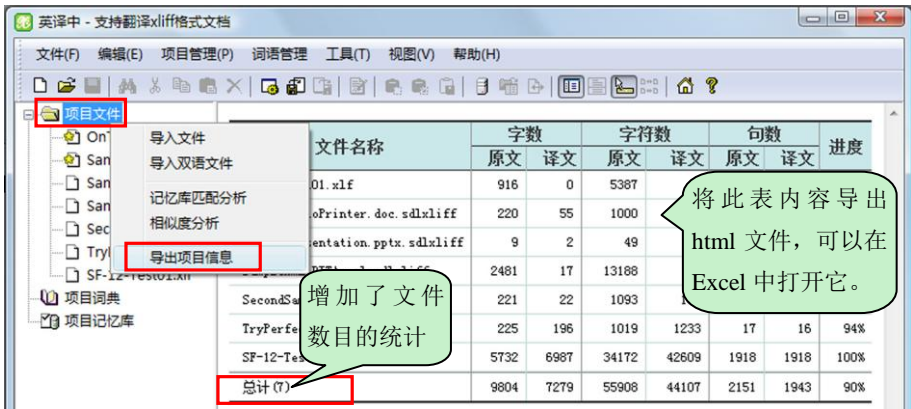 英译中 - 支持翻译xliff格式文档
文件(F) 编辑(E) 项目管理(P) 词语管理 工具(T) 视图(V) 帮助(H)
项目文件
导入文件
导入双语文件
记忆库匹配分析
相似度分析
导出项目信息
SF-12-Test01.xlf
项目词典
项目记忆库
文件名称 字数 字符数 句数 进度
原文 译文 原文 译文 原文 译文
01.xlf 916 0 5387
oPrinter.doc.sdlxliff 220 55 1000
entation.pptx.sdlxliff 9 2 49
2481 17 13188
SecondSa 221 22 1093
TryPerfe 225 196 1019 1233 17 16 94%
SF-12-Tes 5732 6987 34172 42609 1918 1918 100%
总计(7) 9804 7279 55908 44107 2151 1943 90%
增加了文件
数目的统计
将此表内容导出
html 文件，可以在
Excel 中打开它。